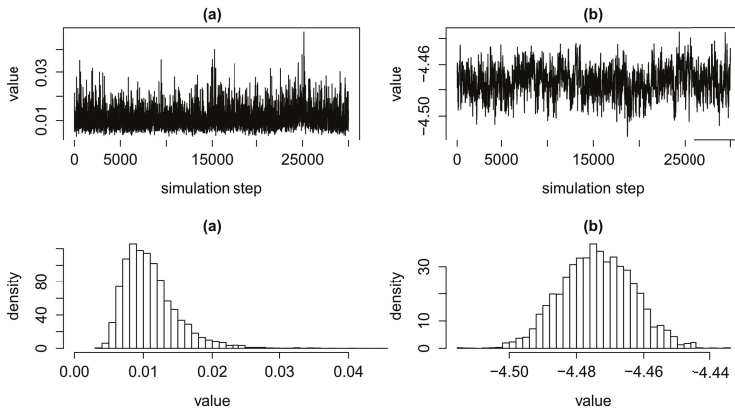 (a)
value
0.01
0.03
0
5000
15000
25000
simulation step
(b)
value
−4.50
−4.46
0
5000
15000
25000
simulation step
(a)
density
0
40
80
0.00
0.01
0.02
0.03
0.04
value
(b)
density
0
10
30
−4.50
−4.48
−4.46
−4.44
value